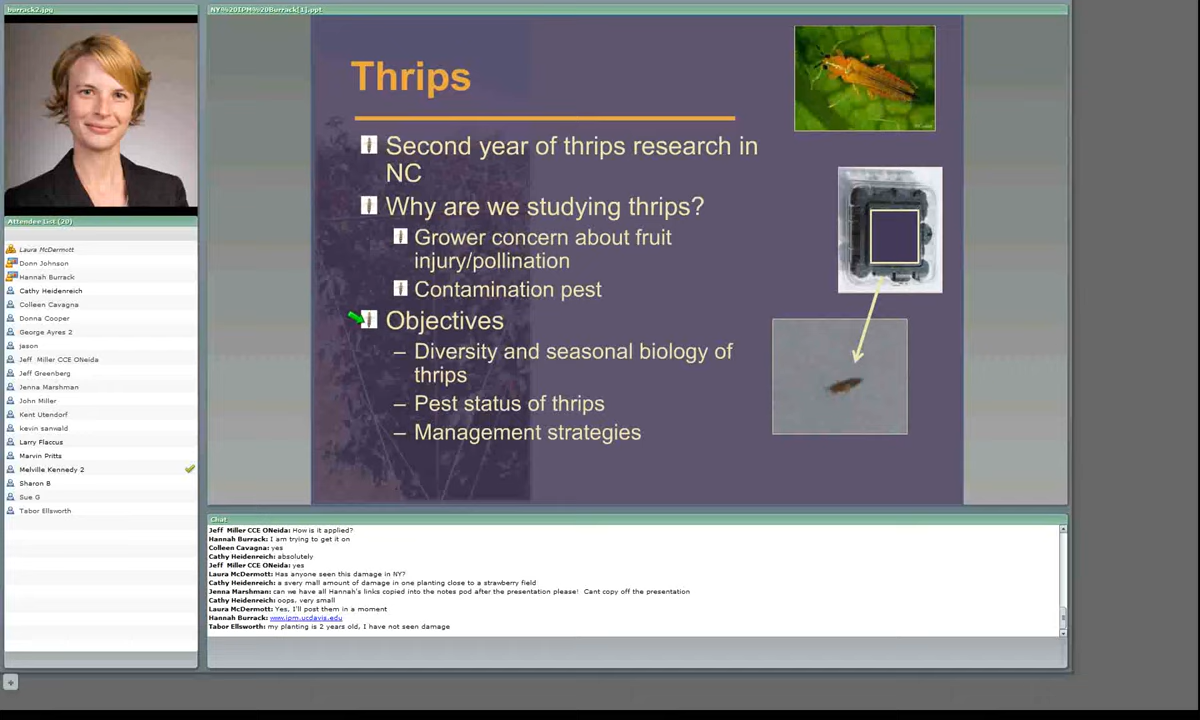 burrack2.jpg
NY%20IPM%20Burrack[1].ppt
Thrips
Second year of thrips research in
NC
Why are we studying thrips?
Grower concern about fruit
injury/pollination
Contamination pest
Objectives
– Diversity and seasonal biology of
thrips
– Pest status of thrips
– Management strategies
Attendee List (20)
Laura McDermott
Donn Johnson
Hannah Burrack
Cathy Heidenreich
Colleen Cavagna
Donna Cooper
George Ayres 2
jason
Jeff Miller CCE ONeida
Jeff Greenberg
Jenna Marshman
John Miller
Kent Utendorf
kevin sanwald
Larry Flaccus
Marvin Pritts
Melville Kennedy 2
Sharon B
Sue G
Tabor Ellsworth
Chat
Jeff Miller CCE ONeida: How is it applied?
Hannah Burrack: I am trying to get it on
Colleen Cavagna: yes
Cathy Heidenreich: absolutely
Jeff Miller CCE ONeida: yes
Laura McDermott: Has anyone seen this damage in NY?
Cathy Heidenreich: a svery mall amount of damage in one planting close to a strawberry field
Jenna Marshman: can we have all Hannah's links copied into the notes pod after the presentation please! Cant copy off the presentation
Cathy Heidenreich: oops, very small
Laura McDermott: Yes, I'll post them in a moment
Hannah Burrack: www.ipm.ucdavis.edu
Tabor Ellsworth: my planting is 2 years old, I have not seen damage